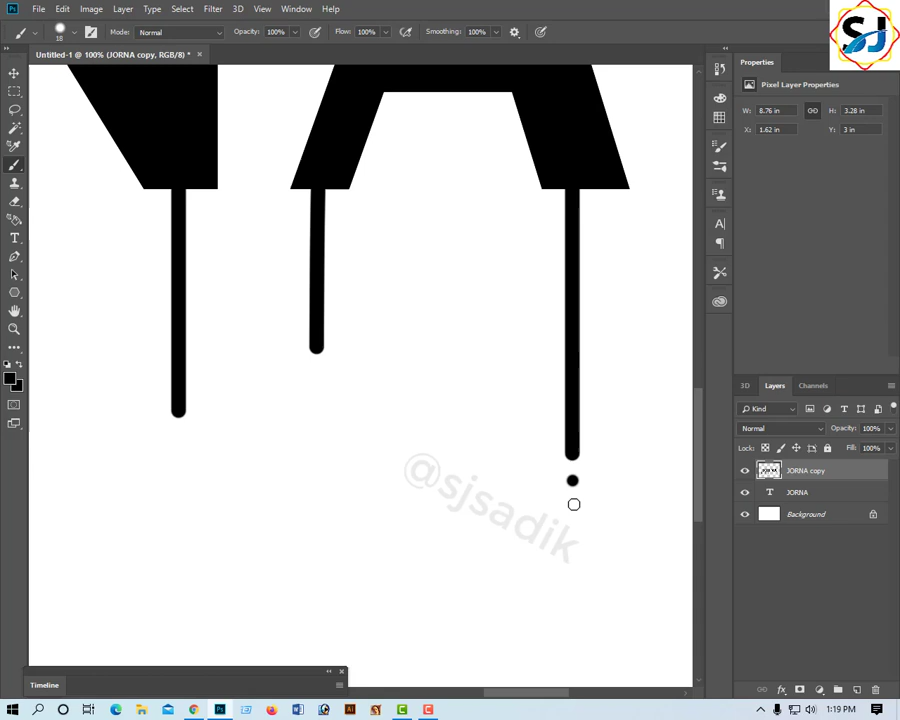 Ps File Edit Image Layer Type Select Filter 3D View Window Help
18 Mode: Normal Opacity: 100% Flow: 100% Smoothing: 100%
SJ
Untitled-1 @ 100% (JORNA copy, RGB/8) *
Properties
Pixel Layer Properties
W: 8.76 in H: 3.28 in
X: 1.62 in Y: 3 in
@sjsadik
3D Layers Channels
Kind
Normal Opacity: 100%
Lock: Fill: 100%
JORNA copy
JORNA
Background
Timeline
1:19 PM